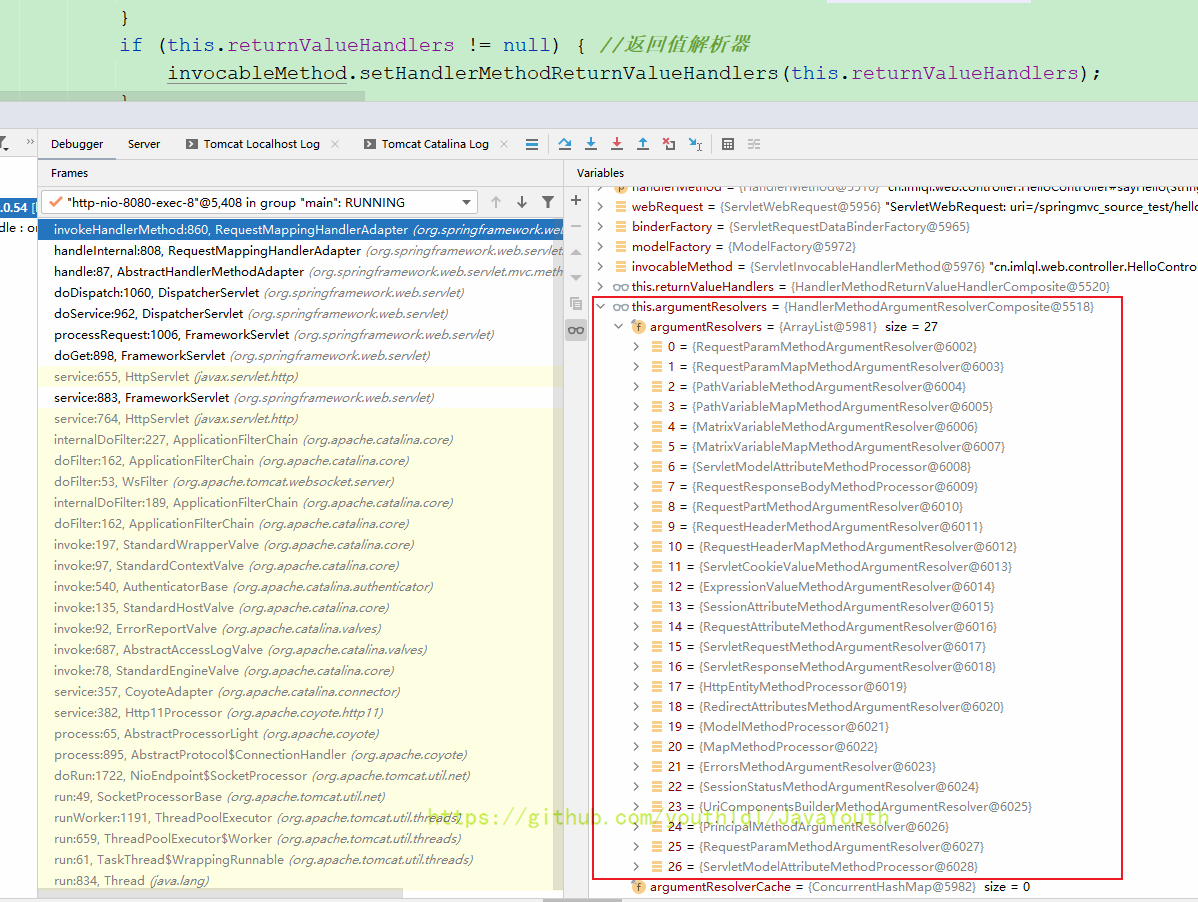 }
if (this.returnValueHandlers != null) { //返回值解析器
invocableMethod.setHandlerMethodReturnValueHandlers(this.returnValueHandlers);
}
Debugger Server Tomcat Localhost Log × Tomcat Catalina Log ×
Frames
"http-nio-8080-exec-8"@5,408 in group "main": RUNNING
invokeHandlerMethod:860, RequestMappingHandlerAdapter (org.springframework.we
handleInternal:808, RequestMappingHandlerAdapter (org.springframework.web.servlet.
handle:87, AbstractHandlerMethodAdapter (org.springframework.web.servlet.mvc.meth
doDispatch:1060, DispatcherServlet (org.springframework.web.servlet)
doService:962, DispatcherServlet (org.springframework.web.servlet)
processRequest:1006, FrameworkServlet (org.springframework.web.servlet)
doGet:898, FrameworkServlet (org.springframework.web.servlet)
service:655, HttpServlet (javax.servlet.http)
service:883, FrameworkServlet (org.springframework.web.servlet)
service:764, HttpServlet (javax.servlet.http)
internalDoFilter:227, ApplicationFilterChain (org.apache.catalina.core)
doFilter:162, ApplicationFilterChain (org.apache.catalina.core)
doFilter:53, WsFilter (org.apache.tomcat.websocket.server)
internalDoFilter:189, ApplicationFilterChain (org.apache.catalina.core)
doFilter:162, ApplicationFilterChain (org.apache.catalina.core)
invoke:197, StandardWrapperValve (org.apache.catalina.core)
invoke:97, StandardContextValve (org.apache.catalina.core)
invoke:540, AuthenticatorBase (org.apache.catalina.authenticator)
invoke:135, StandardHostValve (org.apache.catalina.core)
invoke:92, ErrorReportValve (org.apache.catalina.valves)
invoke:687, AbstractAccessLogValve (org.apache.catalina.valves)
invoke:78, StandardEngineValve (org.apache.catalina.core)
service:357, CoyoteAdapter (org.apache.catalina.connector)
service:382, Http11Processor (org.apache.coyote.http11)
process:65, AbstractProcessorLight (org.apache.coyote)
process:895, AbstractProtocol$ConnectionHandler (org.apache.coyote)
doRun:1722, NioEndpoint$SocketProcessor (org.apache.tomcat.util.net)
run:49, SocketProcessorBase (org.apache.tomcat.util.net)
runWorker:1191, ThreadPoolExecutor (org.apache.tomcat.util.threads)
run:659, ThreadPoolExecutor$Worker (org.apache.tomcat.util.threads)
run:61, TaskThread$WrappingRunnable (org.apache.tomcat.util.threads)
run:834, Thread (java.lang)
.0.54 [
dle : or
Variables
handlerMethod = {HandlerMethod@5516} "cn.imlql.web.controller.HelloController#sayHello(String
webRequest = {ServletWebRequest@5956} "ServletWebRequest: uri=/springmvc_source_test/hello
binderFactory = {ServletRequestDataBinderFactory@5965}
modelFactory = {ModelFactory@5972}
invocableMethod = {ServletInvocableHandlerMethod@5976} "cn.imlql.web.controller.HelloContro
this.returnValueHandlers = {HandlerMethodReturnValueHandlerComposite@5520}
this.argumentResolvers = {HandlerMethodArgumentResolverComposite@5518}
argumentResolvers = {ArrayList@5981} size = 27
0 = {RequestParamMethodArgumentResolver@6002}
1 = {RequestParamMapMethodArgumentResolver@6003}
2 = {PathVariableMethodArgumentResolver@6004}
3 = {PathVariableMapMethodArgumentResolver@6005}
4 = {MatrixVariableMethodArgumentResolver@6006}
5 = {MatrixVariableMapMethodArgumentResolver@6007}
6 = {ServletModelAttributeMethodProcessor@6008}
7 = {RequestResponseBodyMethodProcessor@6009}
8 = {RequestPartMethodArgumentResolver@6010}
9 = {RequestHeaderMethodArgumentResolver@6011}
10 = {RequestHeaderMapMethodArgumentResolver@6012}
11 = {ServletCookieValueMethodArgumentResolver@6013}
12 = {ExpressionValueMethodArgumentResolver@6014}
13 = {SessionAttributeMethodArgumentResolver@6015}
14 = {RequestAttributeMethodArgumentResolver@6016}
15 = {ServletRequestMethodArgumentResolver@6017}
16 = {ServletResponseMethodArgumentResolver@6018}
17 = {HttpEntityMethodProcessor@6019}
18 = {RedirectAttributesMethodArgumentResolver@6020}
19 = {ModelMethodProcessor@6021}
20 = {MapMethodProcessor@6022}
21 = {ErrorsMethodArgumentResolver@6023}
22 = {SessionStatusMethodArgumentResolver@6024}
23 = {UriComponentsBuilderMethodArgumentResolver@6025}
24 = {PrincipalMethodArgumentResolver@6026}
25 = {RequestParamMethodArgumentResolver@6027}
26 = {ServletModelAttributeMethodProcessor@6028}
argumentResolverCache = {ConcurrentHashMap@5982} size = 0
https://github.com/youthlql/JavaYouth